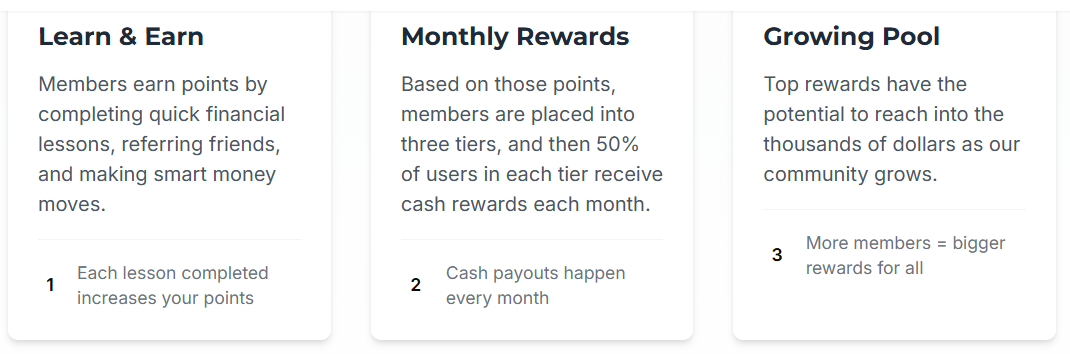 Learn & Earn
Members earn points by
completing quick financial
lessons, referring friends,
and making smart money
moves.
1
Each lesson completed
increases your points
Monthly Rewards
Based on those points,
members are placed into
three tiers, and then 50%
of users in each tier receive
cash rewards each month.
2
Cash payouts happen
every month
Growing Pool
Top rewards have the
potential to reach into the
thousands of dollars as our
community grows.
3
More members = bigger
rewards for all